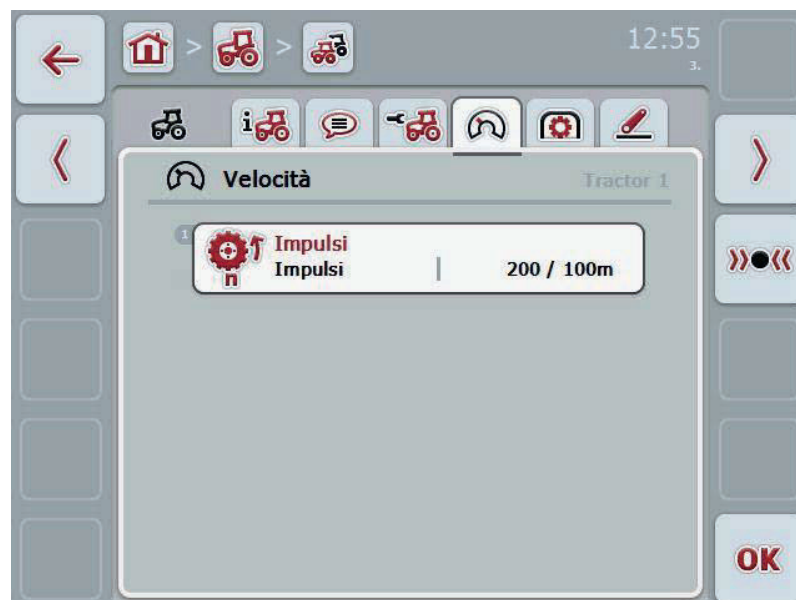 > >
12:55
3.
i
Velocità
Tractor 1
1
Impulsi
n
Impulsi | 200 / 100m
OK